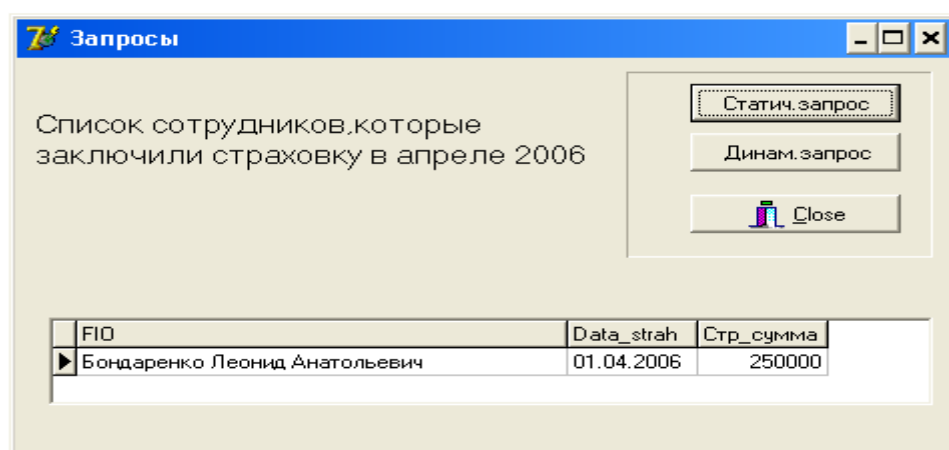 Запросы
Список сотрудников,которые
заключили страховку в апреле 2006
Статич.запрос
Динам.запрос
Close
FIO Data_strah Стр_сумма
Бондаренко Леонид Анатольевич 01.04.2006 250000